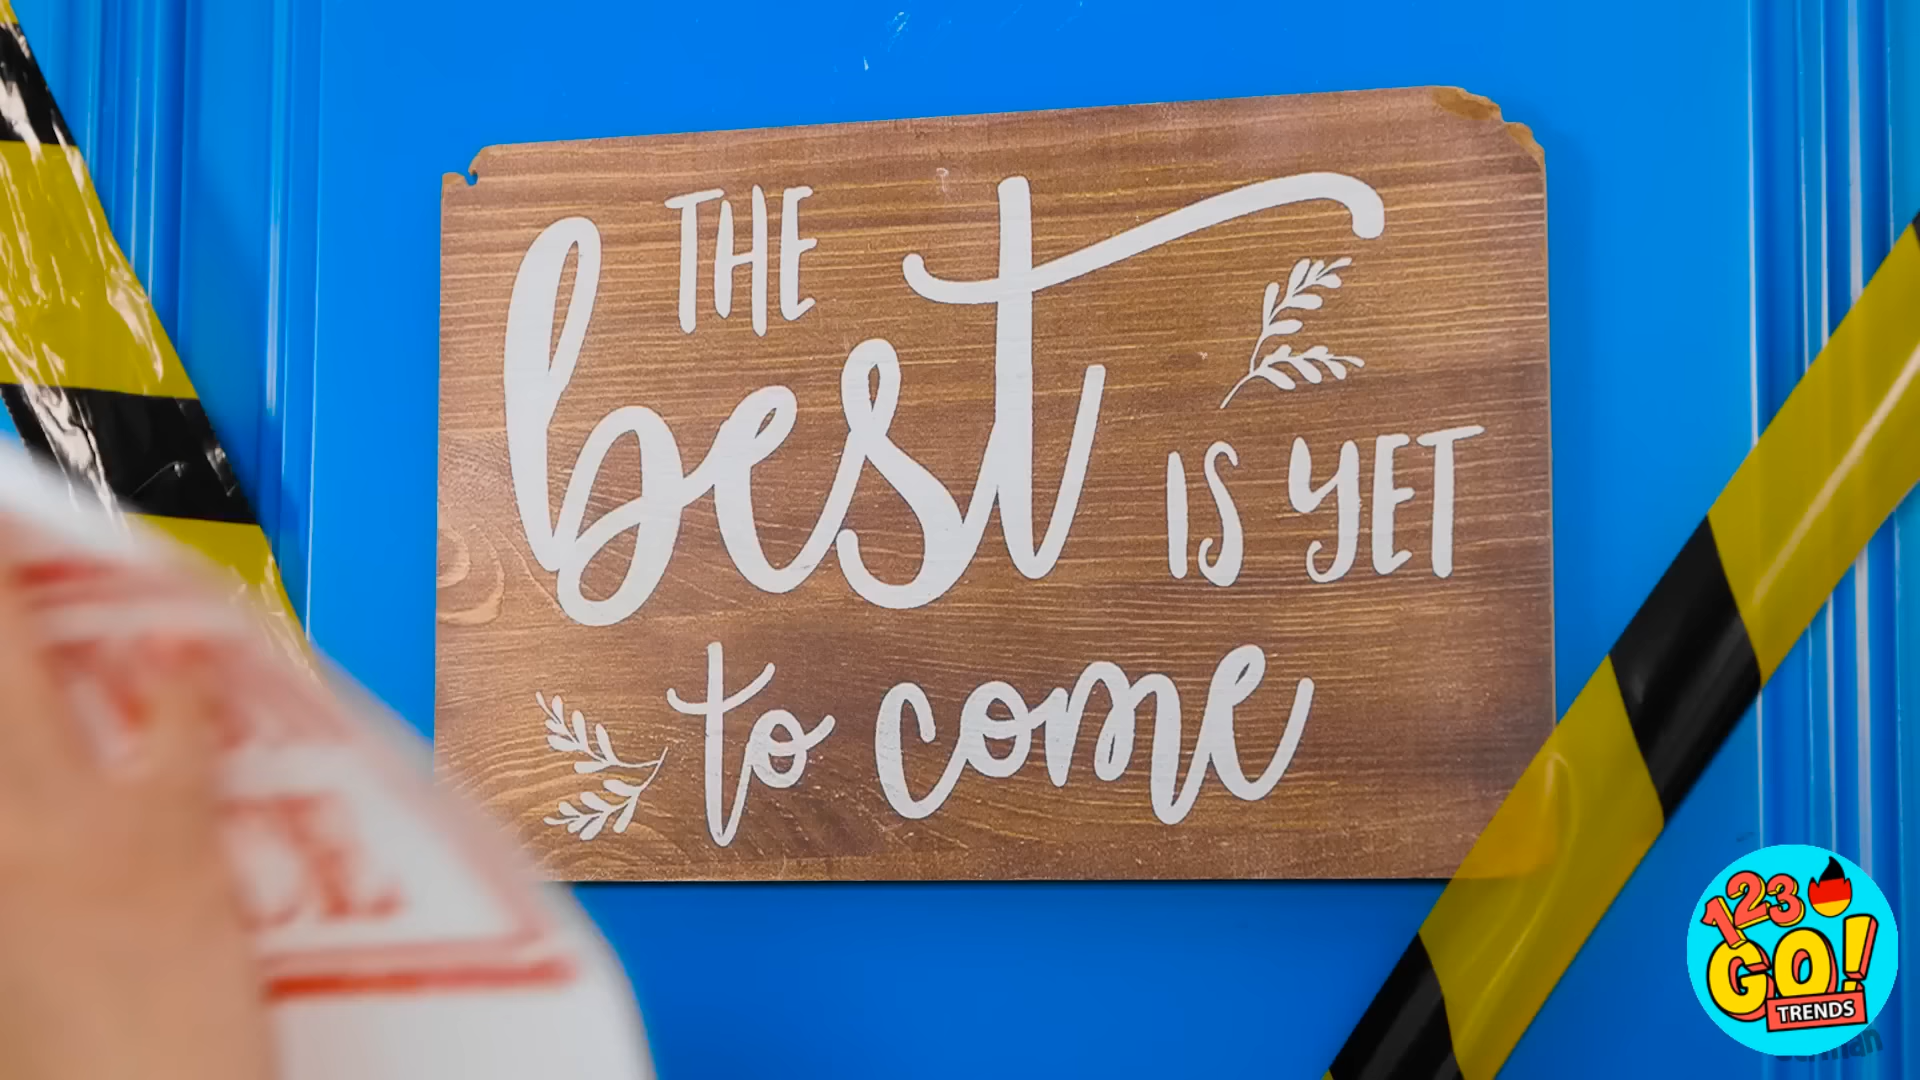 THE
best
IS YET
to come
123
GO!
TRENDS